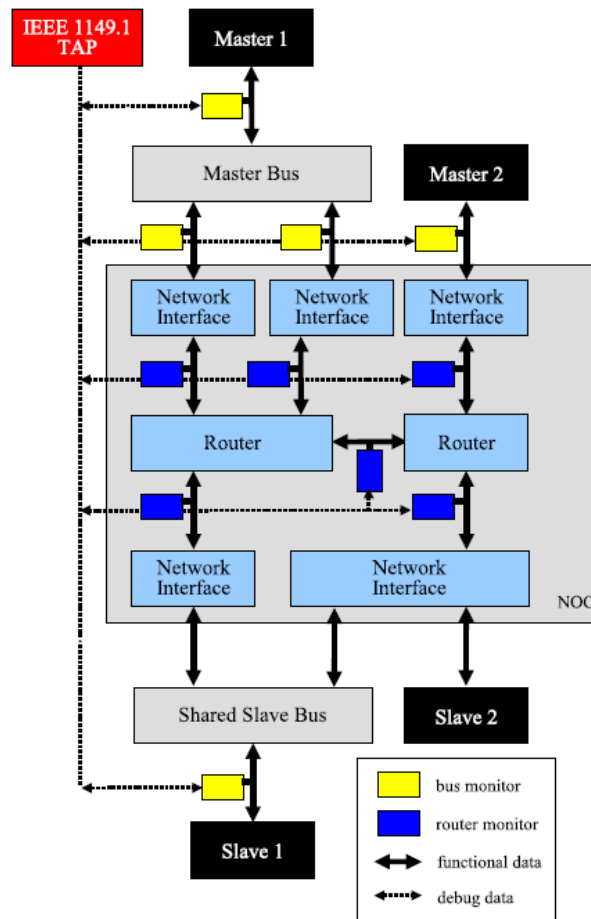 IEEE 1149.1
TAP
Master 1
Master Bus
Master 2
Network
Interface
Network
Interface
Network
Interface
Router
Router
Network
Interface
Network
Interface
NOC
Shared Slave Bus
Slave 2
Slave 1
bus monitor
router monitor
functional data
debug data